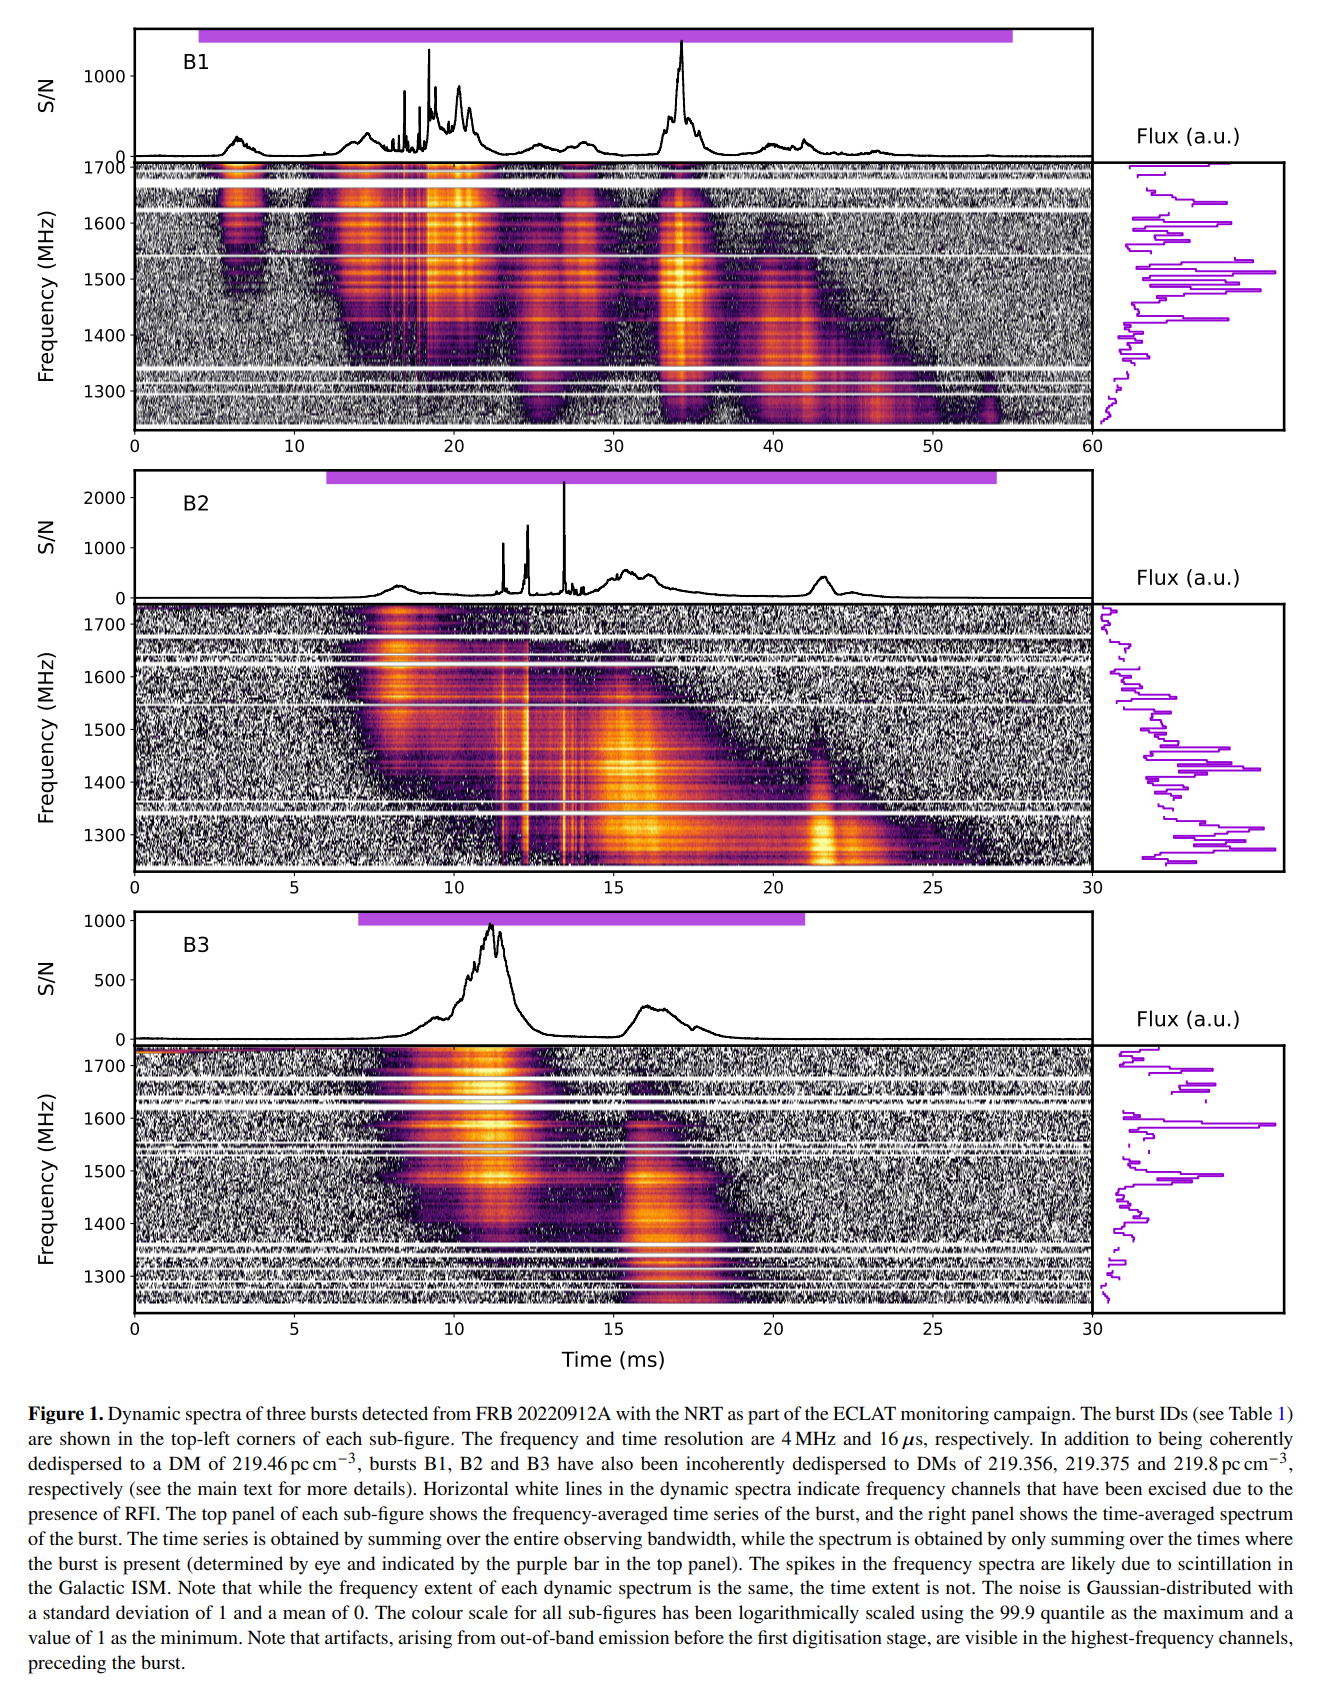 B1
S/N
1000
0
Flux (a.u.)
Frequency (MHz)
1700
1600
1500
1400
1300
0 10 20 30 40 50 60
B2
S/N
2000
1000
0
Flux (a.u.)
Frequency (MHz)
1700
1600
1500
1400
1300
0 5 10 15 20 25 30
B3
S/N
1000
500
0
Flux (a.u.)
Frequency (MHz)
1700
1600
1500
1400
1300
0 5 10 15 20 25 30
Time (ms)
Figure 1. Dynamic spectra of three bursts detected from FRB 20220912A with the NRT as part of the ECLAT monitoring campaign. The burst IDs (see Table 1)
are shown in the top-left corners of each sub-figure. The frequency and time resolution are 4 MHz and 16 μs, respectively. In addition to being coherently
dedispersed to a DM of 219.46 pc cm⁻³, bursts B1, B2 and B3 have also been incoherently dedispersed to DMs of 219.356, 219.375 and 219.8 pc cm⁻³,
respectively (see the main text for more details). Horizontal white lines in the dynamic spectra indicate frequency channels that have been excised due to the
presence of RFI. The top panel of each sub-figure shows the frequency-averaged time series of the burst, and the right panel shows the time-averaged spectrum
of the burst. The time series is obtained by summing over the entire observing bandwidth, while the spectrum is obtained by only summing over the times where
the burst is present (determined by eye and indicated by the purple bar in the top panel). The spikes in the frequency spectra are likely due to scintillation in
the Galactic ISM. Note that while the frequency extent of each dynamic spectrum is the same, the time extent is not. The noise is Gaussian-distributed with
a standard deviation of 1 and a mean of 0. The colour scale for all sub-figures has been logarithmically scaled using the 99.9 quantile as the maximum and a
value of 1 as the minimum. Note that artifacts, arising from out-of-band emission before the first digitisation stage, are visible in the highest-frequency channels,
preceding the burst.